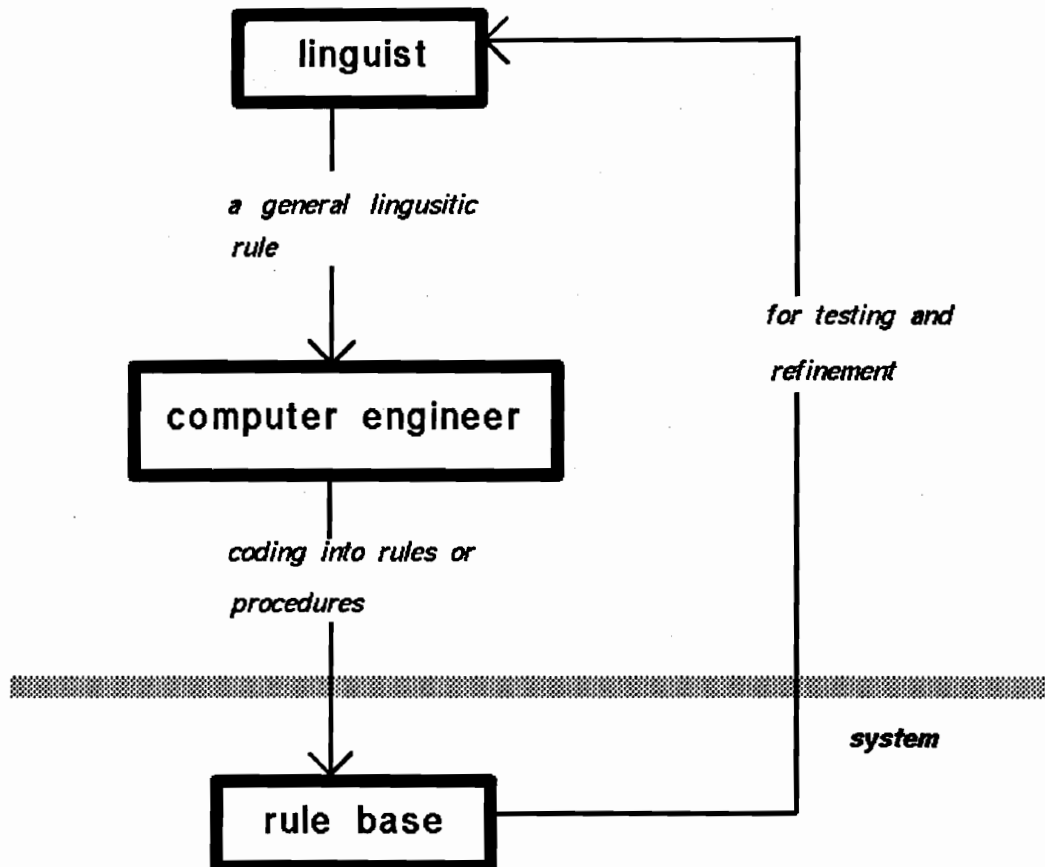 linguist
a general lingusitic
rule
computer engineer
for testing and
refinement
coding into rules or
procedures
system
rule base